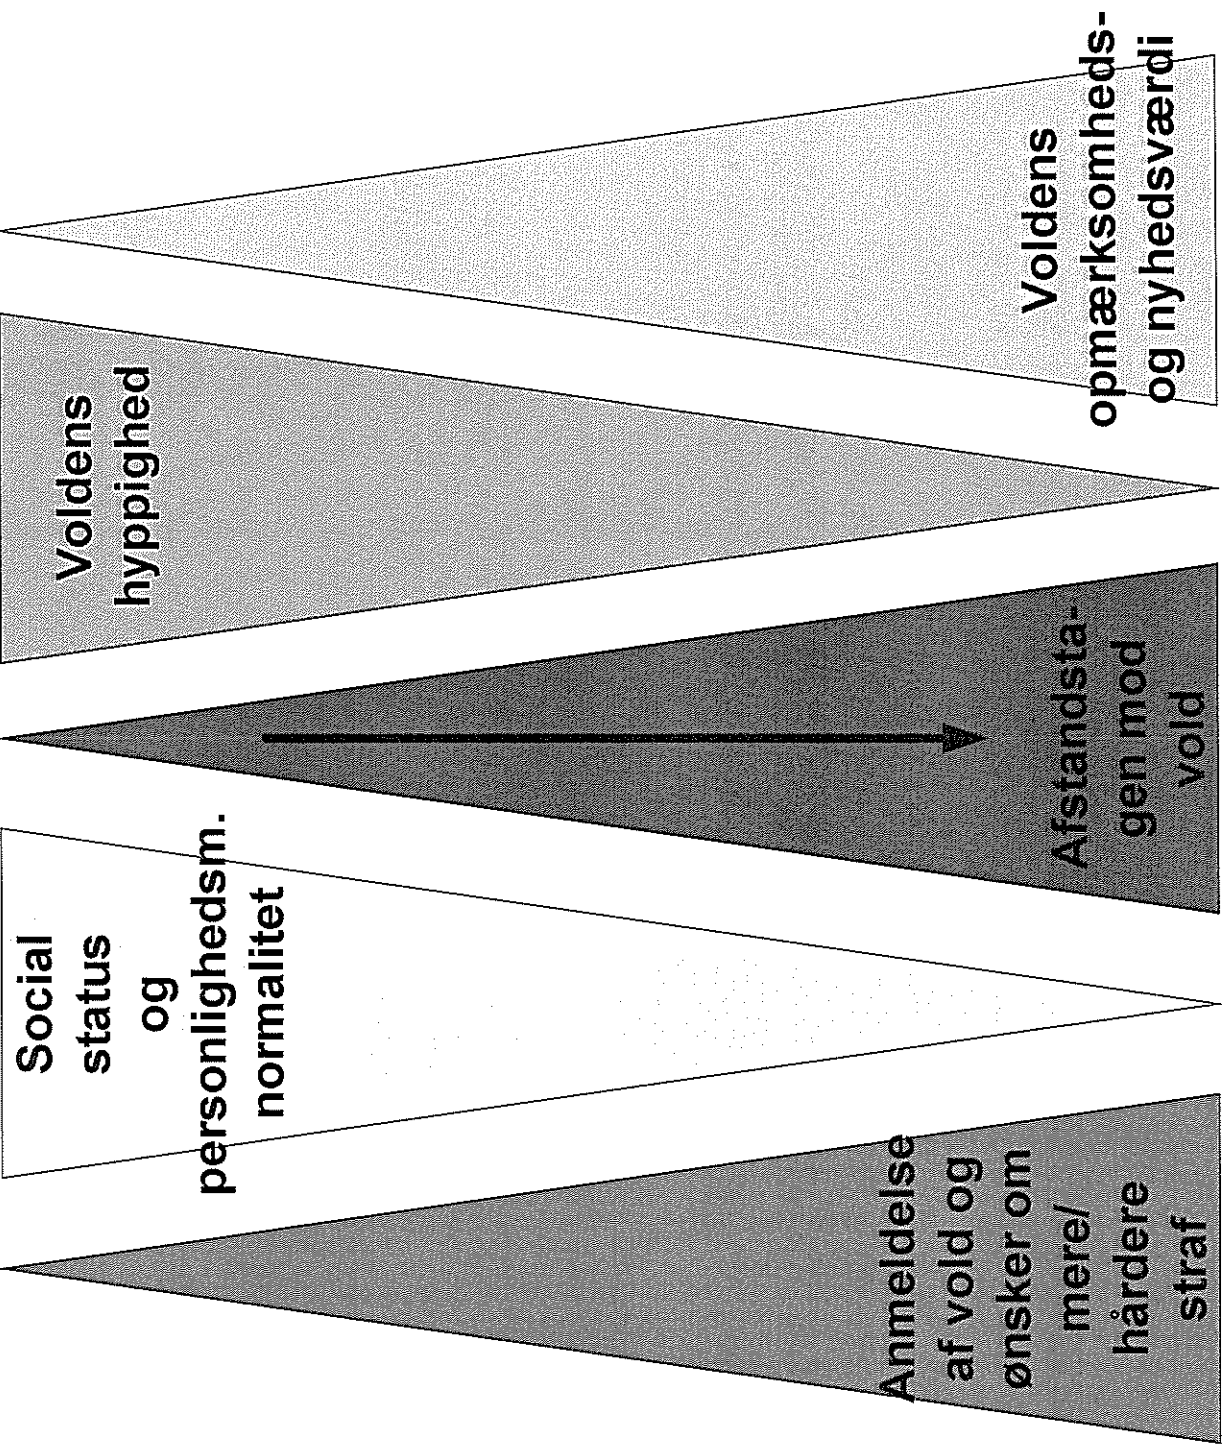 Anmeldelse
af vold og
ønsker om
mere/
hårdere
straf
Social
status
og
personlighedsm.
normalitet
Afstandsta-
gen mod
vold
Voldens
hyppighed
Voldens
opmærksomheds-
og nyhedsværdi